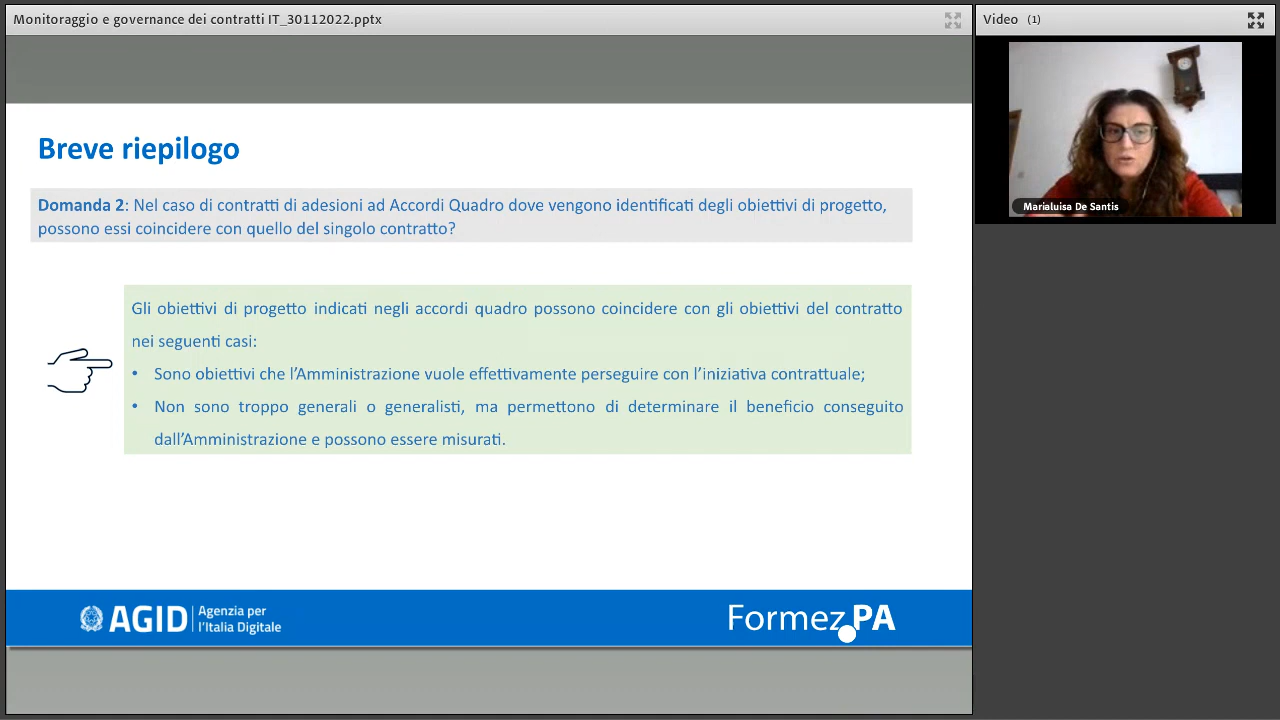 Monitoraggio e governance dei contratti IT_30112022.pptx
Video (1)
Marialuisa De Santis
Breve riepilogo
Domanda 2: Nel caso di contratti di adesioni ad Accordi Quadro dove vengono identificati degli obiettivi di progetto,
possono essi coincidere con quello del singolo contratto?
Gli obiettivi di progetto indicati negli accordi quadro possono coincidere con gli obiettivi del contratto
nei seguenti casi:
• Sono obiettivi che l'Amministrazione vuole effettivamente perseguire con l'iniziativa contrattuale;
• Non sono troppo generali o generalisti, ma permettono di determinare il beneficio conseguito
dall'Amministrazione e possono essere misurati.
AGID
Agenzia per
l'Italia Digitale
Formez PA